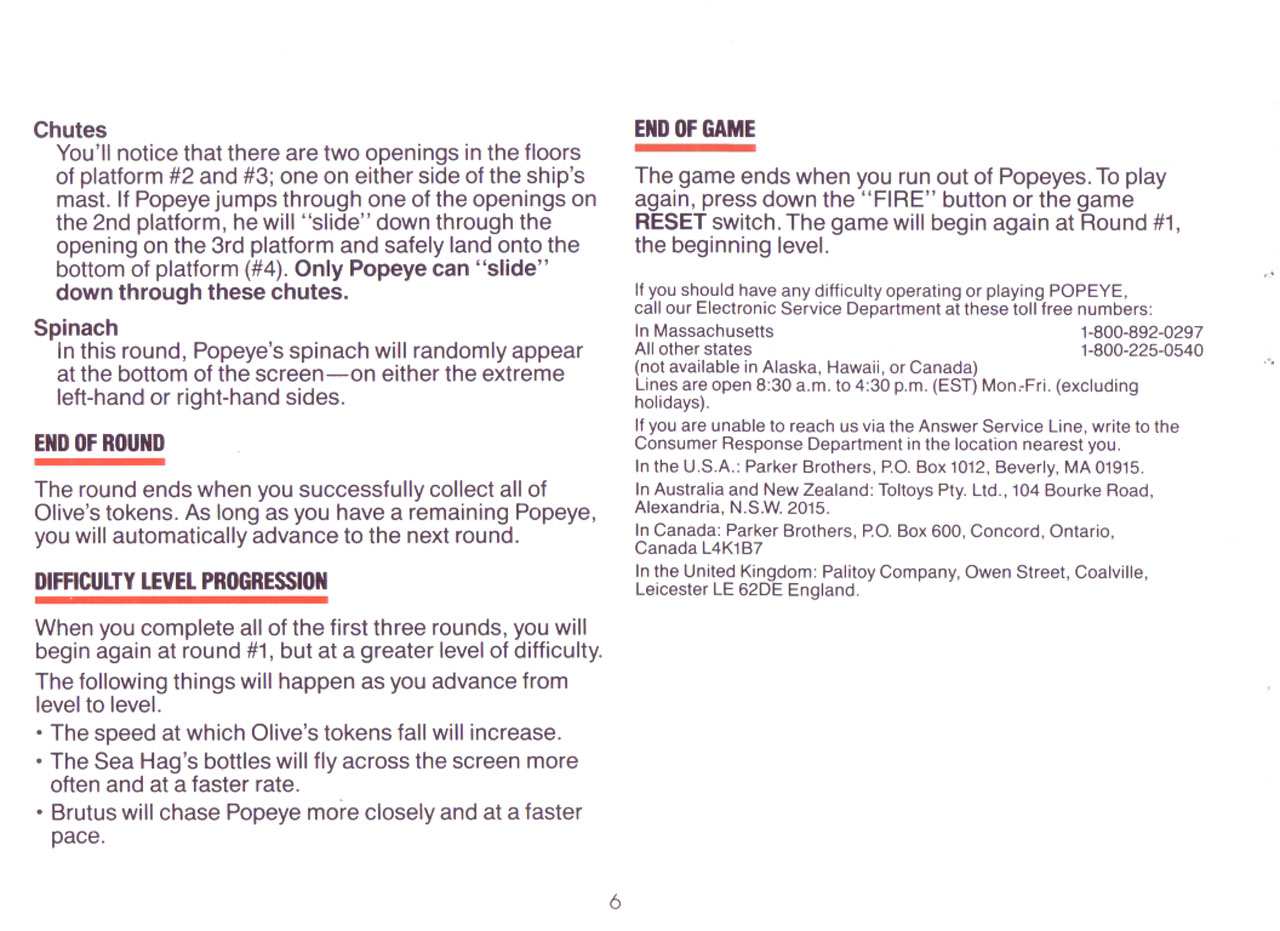 Chutes
You'll notice that there are two openings in the floors
of platform #2 and #3; one on either side of the ship's
mast. If Popeye jumps through one of the openings on
the 2nd platform, he will "slide" down through the
opening on the 3rd platform and safely land onto the
bottom of platform (#4). Only Popeye can "slide"
down through these chutes.
Spinach
In this round, Popeye's spinach will randomly appear
at the bottom of the screen—on either the extreme
left-hand or right-hand sides.
END OF ROUND
The round ends when you successfully collect all of
Olive's tokens. As long as you have a remaining Popeye,
you will automatically advance to the next round.
DIFFICULTY LEVEL PROGRESSION
When you complete all of the first three rounds, you will
begin again at round #1, but at a greater level of difficulty.
The following things will happen as you advance from
level to level.
• The speed at which Olive's tokens fall will increase.
• The Sea Hag's bottles will fly across the screen more
often and at a faster rate.
• Brutus will chase Popeye more closely and at a faster
pace.
END OF GAME
The game ends when you run out of Popeyes. To play
again, press down the "FIRE" button or the game
RESET switch. The game will begin again at Round #1,
the beginning level.
If you should have any difficulty operating or playing POPEYE,
call our Electronic Service Department at these toll free numbers:
In Massachusetts 1-800-892-0297
All other states 1-800-225-0540
(not available in Alaska, Hawaii, or Canada)
Lines are open 8:30 a.m. to 4:30 p.m. (EST) Mon.-Fri. (excluding
holidays).
If you are unable to reach us via the Answer Service Line, write to the
Consumer Response Department in the location nearest you.
In the U.S.A.: Parker Brothers, P.O. Box 1012, Beverly, MA 01915.
In Australia and New Zealand: Toltoys Pty. Ltd., 104 Bourke Road,
Alexandria, N.S.W. 2015.
In Canada: Parker Brothers, P.O. Box 600, Concord, Ontario,
Canada L4K1B7
In the United Kingdom: Palitoy Company, Owen Street, Coalville,
Leicester LE 62DE England.
6